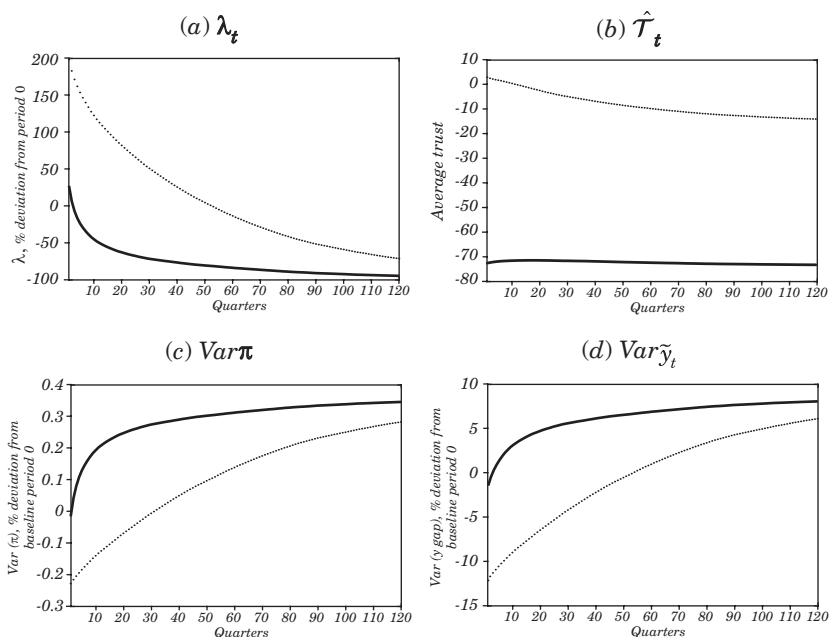 (a) λₜ
λ, % deviation from period 0
200
150
100
50
0
-50
-100
10 20 30 40 50 60 70 80 90 100 110 120
Quarters
(b) 𝒯̂ₜ
Average trust
10
0
-10
-20
-30
-40
-50
-60
-70
-80
10 20 30 40 50 60 70 80 90 100 110 120
Quarters
(c) Varπ
Var (π), % deviation from
baseline period 0
0.4
0.3
0.2
0.1
0
-0.1
-0.2
-0.3
10 20 30 40 50 60 70 80 90 100 110 120
Quarters
(d) Var ỹₜ
Var (y gap), % deviation from
baseline period 0
10
5
0
-5
-10
-15
10 20 30 40 50 60 70 80 90 100 110 120
Quarters